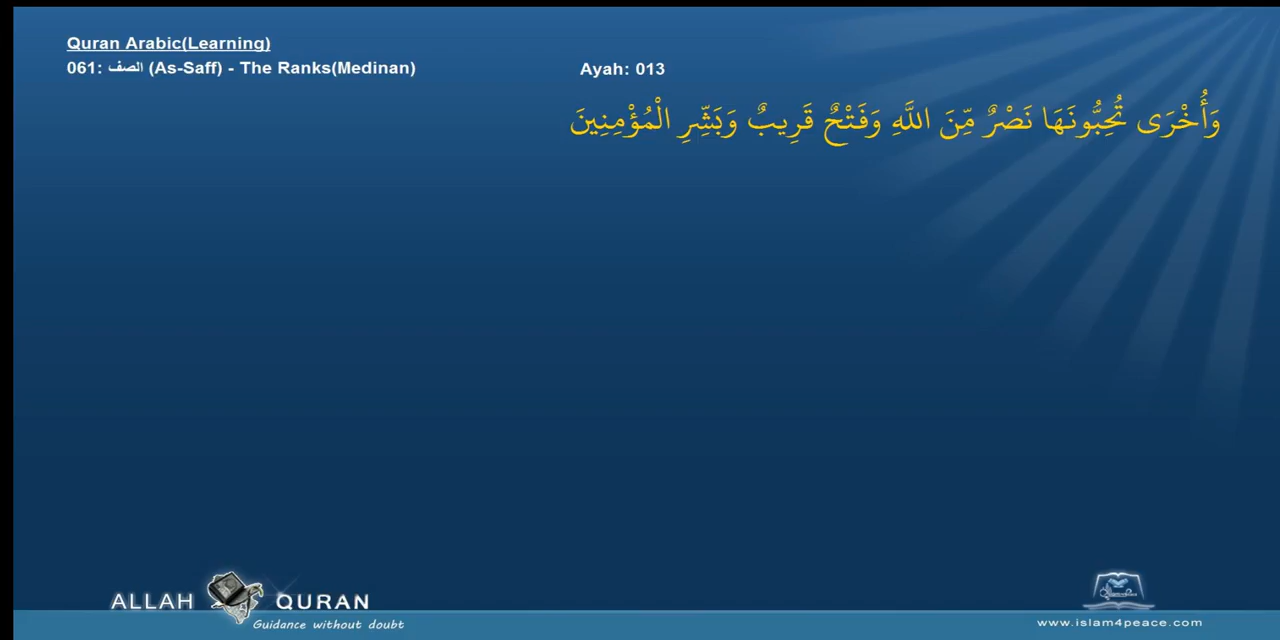 Quran Arabic(Learning)
061: الصف (As-Saff) - The Ranks(Medinan)
Ayah: 013
وَأُخْرَى تُحِبُّونَهَا نَصْرٌ مِّنَ اللَّهِ وَفَتْحٌ قَرِيبٌ وَبَشِّرِ الْمُؤْمِنِينَ
ALLAH QURAN
Guidance without doubt
www.islam4peace.com